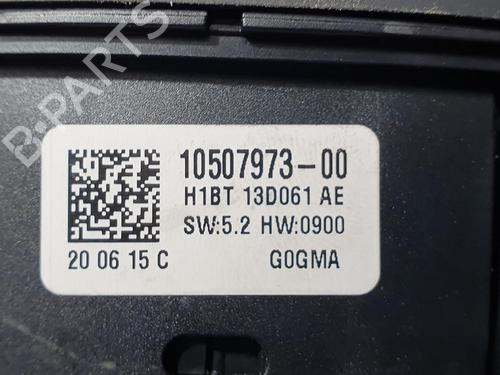 10507973-00
H1BT 13D061 AE
SW:5.2 HW:0900
20 06 15 C G0GMA
B-PARTS